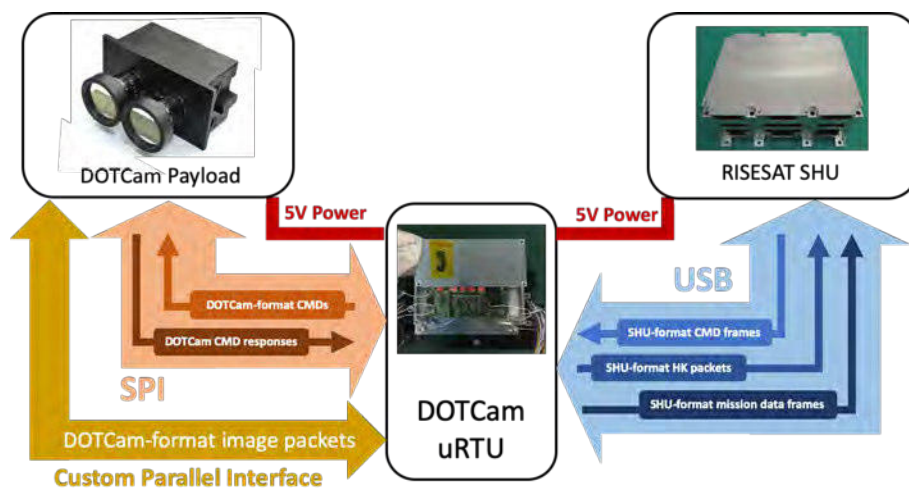 DOTCam Payload
RISESAT SHU
5V Power
5V Power
USB
DOTCam-format CMDs
DOTCam CMD responses
SPI
SHU-format CMD frames
SHU-format HK packets
SHU-format mission data frames
DOTCam
uRTU
DOTCam-format image packets
Custom Parallel Interface